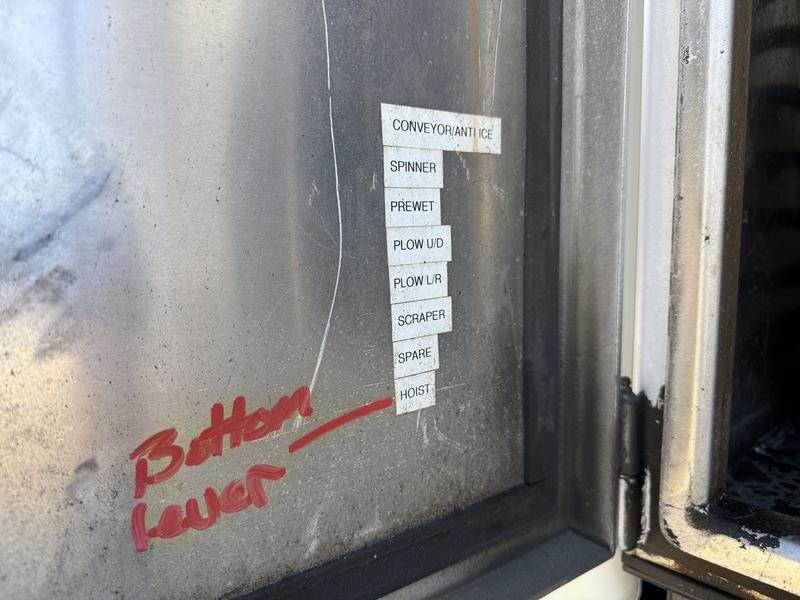 CONVEYOR/ANTI ICE
SPINNER
PREWET
PLOW U/D
PLOW L/R
SCRAPER
SPARE
HOIST
Bottom
Lever